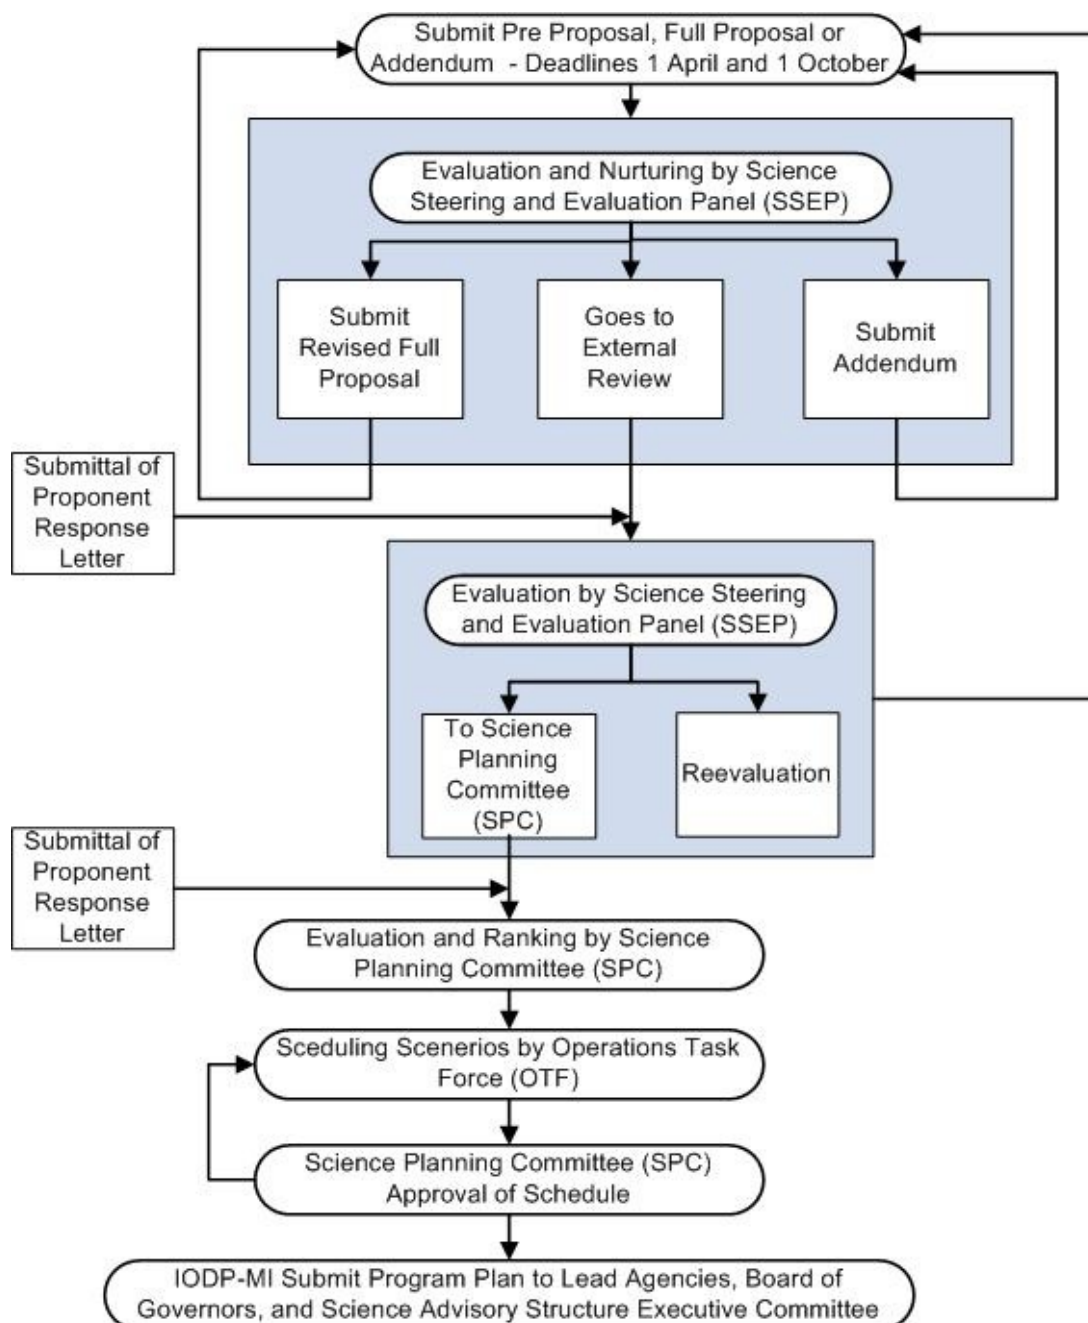 Submit Pre Proposal, Full Proposal or
Addendum - Deadlines 1 April and 1 October
Evaluation and Nurturing by Science
Steering and Evaluation Panel (SSEP)
Submit
Revised Full
Proposal
Goes to
External
Review
Submit
Addendum
Submittal of
Proponent
Response
Letter
Evaluation by Science Steering
and Evaluation Panel (SSEP)
To Science
Planning
Committee
(SPC)
Reevaluation
Submittal of
Proponent
Response
Letter
Evaluation and Ranking by Science
Planning Committee (SPC)
Sceduling Scenerios by Operations Task
Force (OTF)
Science Planning Committee (SPC)
Approval of Schedule
IODP-MI Submit Program Plan to Lead Agencies, Board of
Governors, and Science Advisory Structure Executive Committee